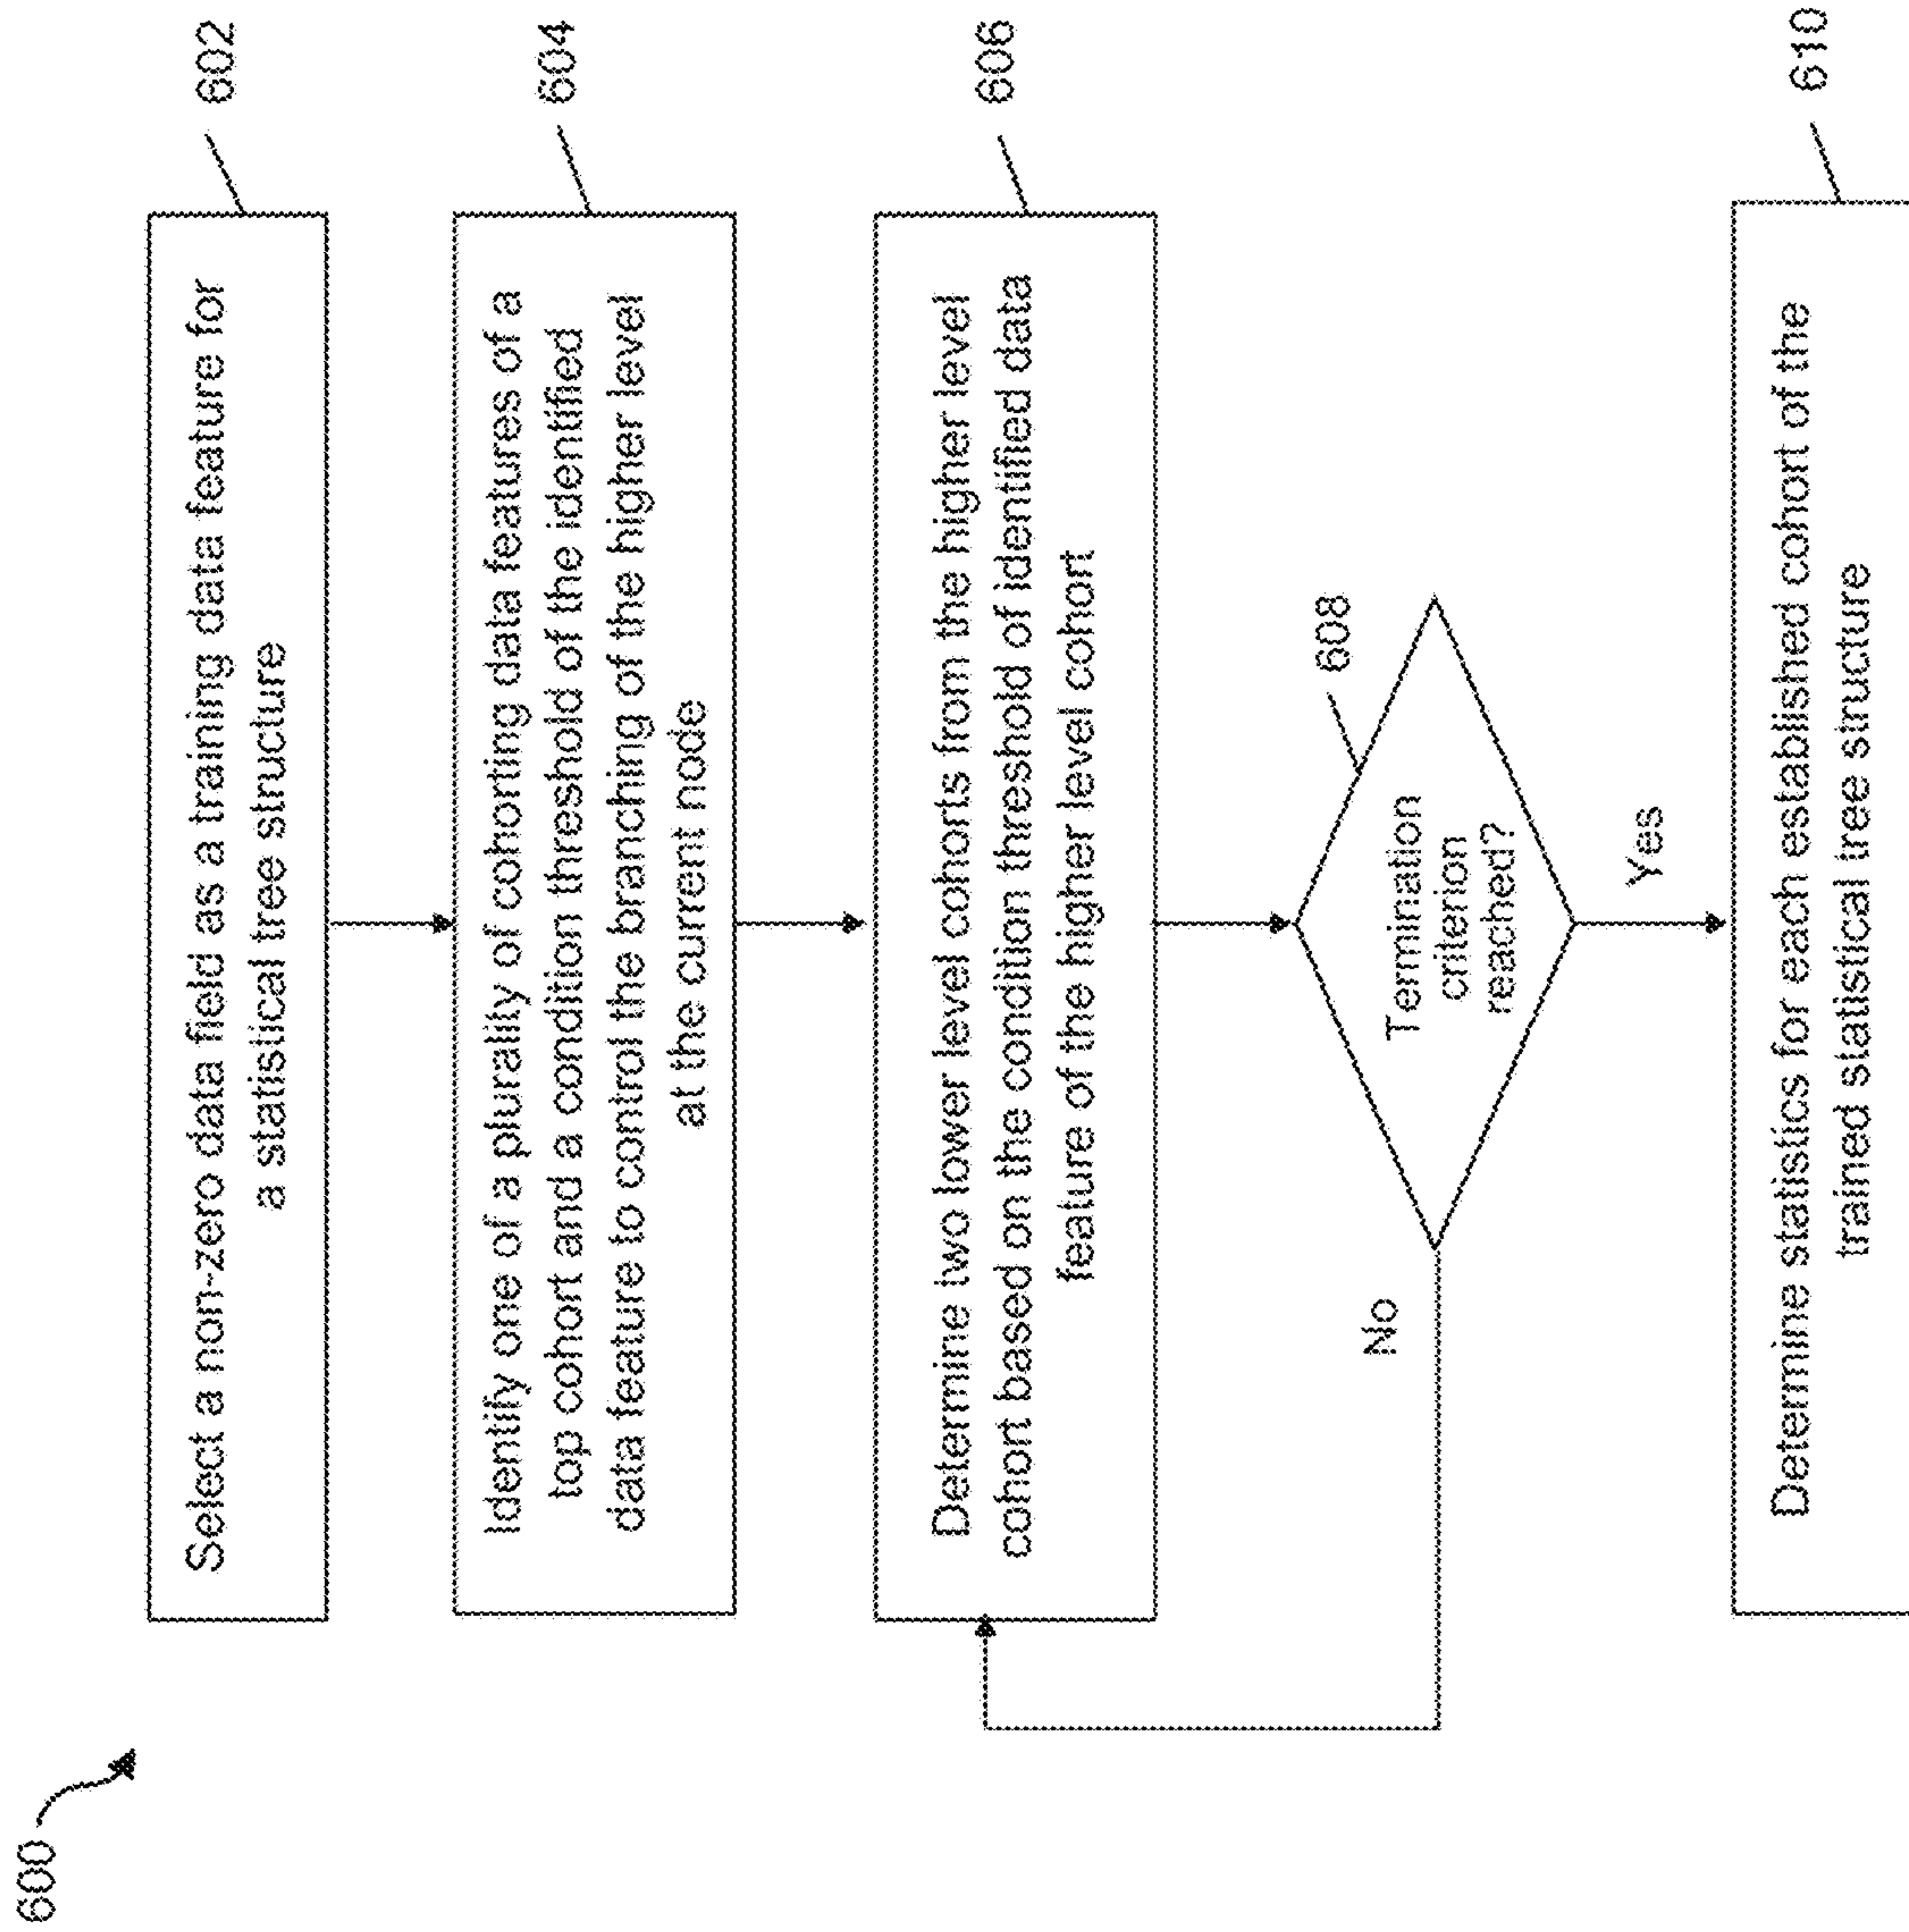 600
Select a non-zero data field as a training data feature for
a statistical tree structure
602
Identify one of a plurality of cohorting data features of a
top cohort and a condition threshold of the identified
data feature to control the branching of the higher level
at the current node
604
Determine two lower level cohorts from the higher level
cohort based on the condition threshold of identified data
feature of the higher level cohort
606
608
Termination
criterion
reached?
No
Yes
Determine statistics for each established cohort of the
trained statistical tree structure
610